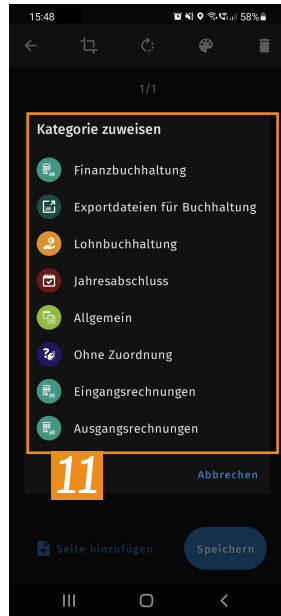 15:48 58%
1/1
Kategorie zuweisen
Finanzbuchhaltung
Exportdateien für Buchhaltung
Lohnbuchhaltung
Jahresabschluss
Allgemein
Ohne Zuordnung
Eingangsrechnungen
Ausgangsrechnungen
11
Abbrechen
Seite hinzufügen Speichern